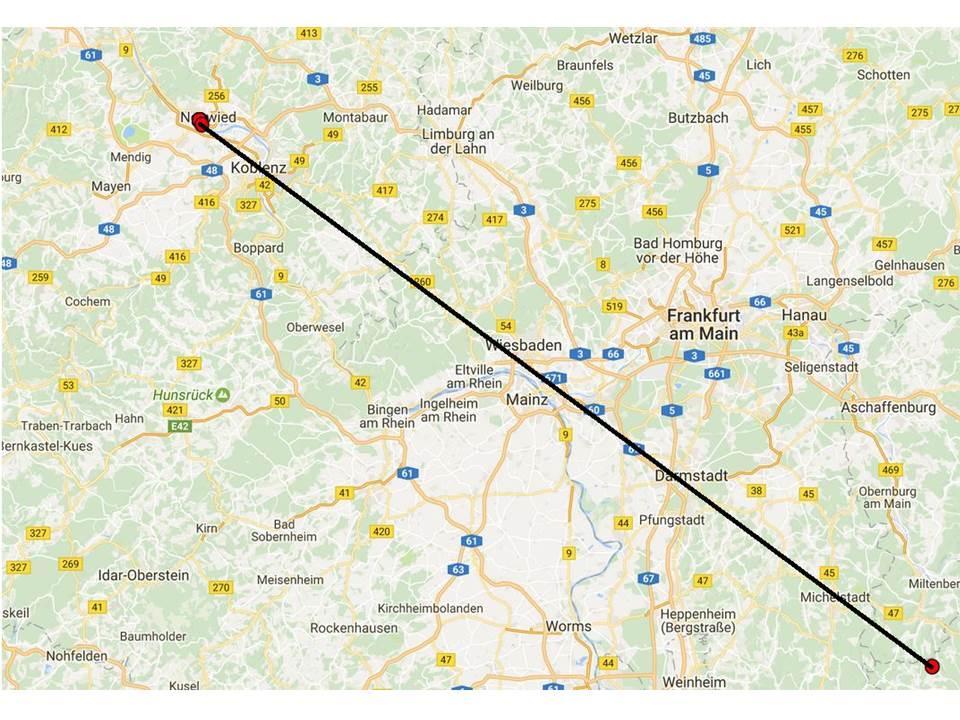 413
Wetzlar
485
61
9
Lich
276
Braunfels
Schotten
3
45
255
Weilburg
256
456
Hadamar
457
275
27
Montabaur
Butzbach
412
49
Limburg an
der Lahn
455
Mendig
49
456
Koblenz
48
5
urg
Mayen
42
417
416
327
275
3
456
45
274
417
48
521
Boppard
Bad Homburg
vor der Höhe
457
416
B
48
8
Gelnhausen
259
49
9
Langenselbold
276
61
Cochem
519
66
Frankfurt
am Main
Hanau
Oberwesel
54
43a
Wiesbaden
3
66
3
45
327
Eltville
am Rhein
Seligenstadt
661
53
42
671
Hunsrück
Mainz
50
Bingen
am Rhein
Ingelheim
am Rhein
421
5
Aschaffenburg
Traben-Trarbach
Hahn
E42
9
Bernkastel-Kues
61
Darmstadt
469
41
38
45
Obernburg
am Main
Kirn
Bad
Sobernheim
44
Pfungstadt
327
420
61
9
327
269
63
45
Idar-Oberstein
Meisenheim
67
47
Miltenber
270
Michelstadt
41
skeil
Kirchheimbolanden
Heppenheim
(Bergstraße)
47
Rockenhausen
Worms
Baumholder
Nohfelden
47
44
Kusel
Weinheim
61